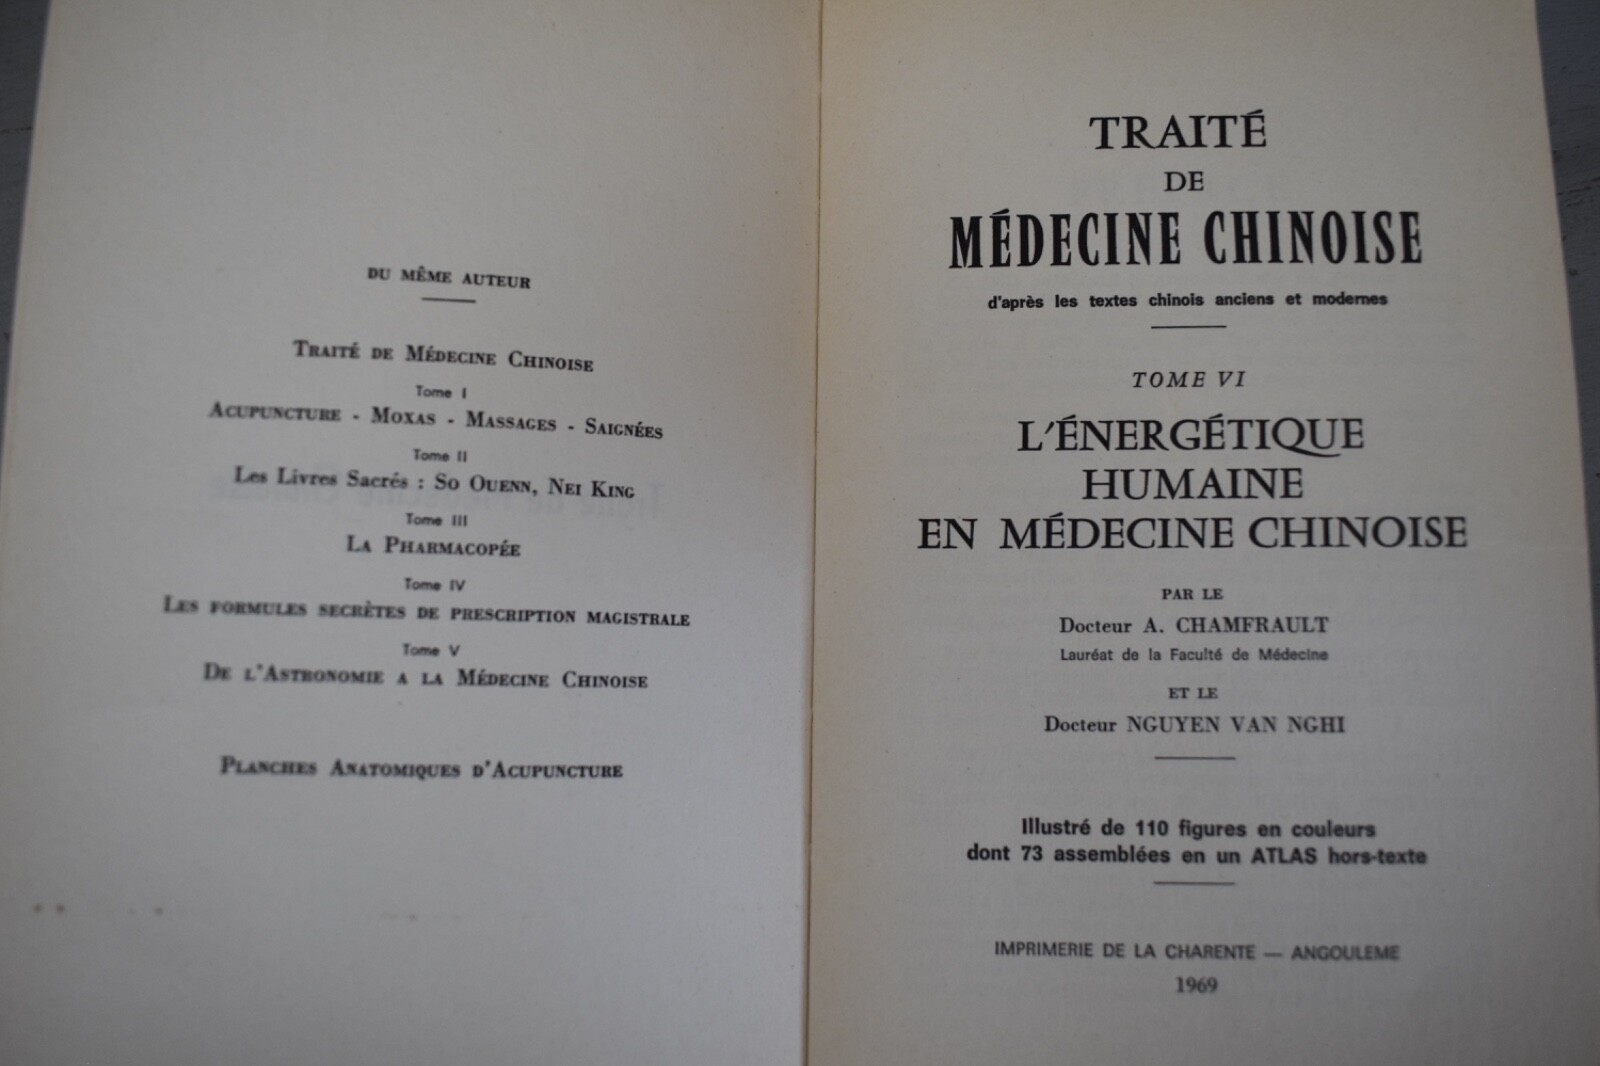 DU MÊME AUTEUR
TRAITÉ DE MÉDECINE CHINOISE
Tome I
ACUPUNCTURE - MOXAS - MASSAGES - SAIGNÉES
Tome II
LES LIVRES SACRÉS : SO OUENN, NEI KING
Tome III
LA PHARMACOPÉE
Tome IV
LES FORMULES SECRÈTES DE PRESCRIPTION MAGISTRALE
Tome V
DE L'ASTRONOMIE A LA MÉDECINE CHINOISE
PLANCHES ANATOMIQUES D'ACUPUNCTURE
TRAITÉ
DE
MÉDECINE CHINOISE
d'après les textes chinois anciens et modernes
TOME VI
L'ÉNERGÉTIQUE
HUMAINE
EN MÉDECINE CHINOISE
PAR LE
Docteur A. CHAMFRAULT
Lauréat de la Faculté de Médecine
ET LE
Docteur NGUYEN VAN NGHI
Illustré de 110 figures en couleurs
dont 73 assemblées en un ATLAS hors-texte
IMPRIMERIE DE LA CHARENTE — ANGOULEME
1969